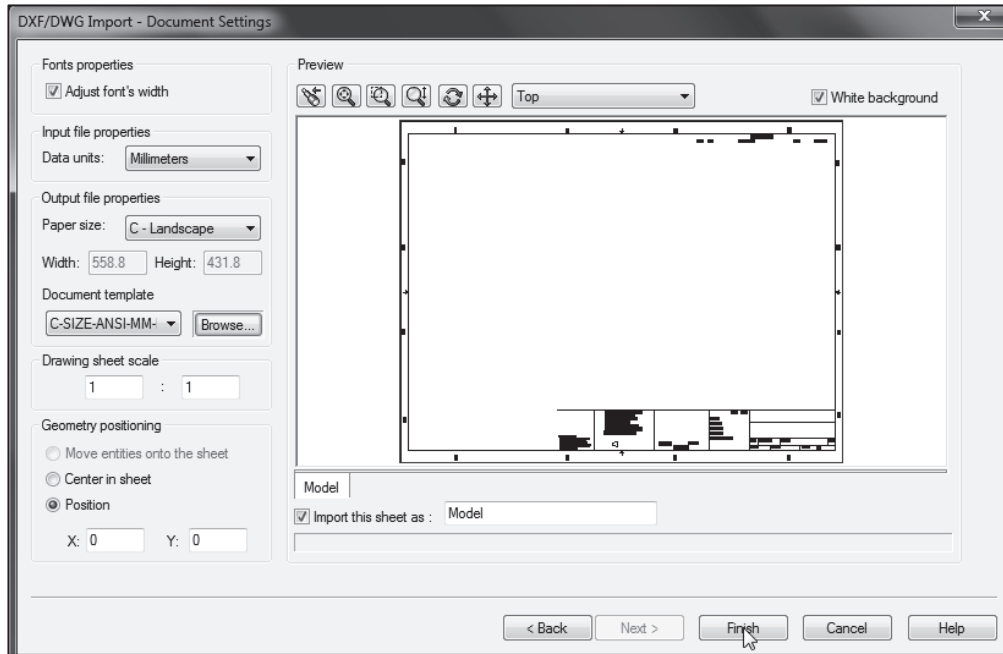 DXF/DWG Import - Document Settings
x
Fonts properties
Adjust font's width
Input file properties
Data units: Millimeters
Output file properties
Paper size: C - Landscape
Width: 558.8 Height: 431.8
Document template
C-SIZE-ANSI-MM- Browse...
Drawing sheet scale
1 : 1
Geometry positioning
Move entities onto the sheet
Center in sheet
Position
X: 0 Y: 0
Preview
Top White background
Model
Import this sheet as : Model
< Back Next > Finish Cancel Help